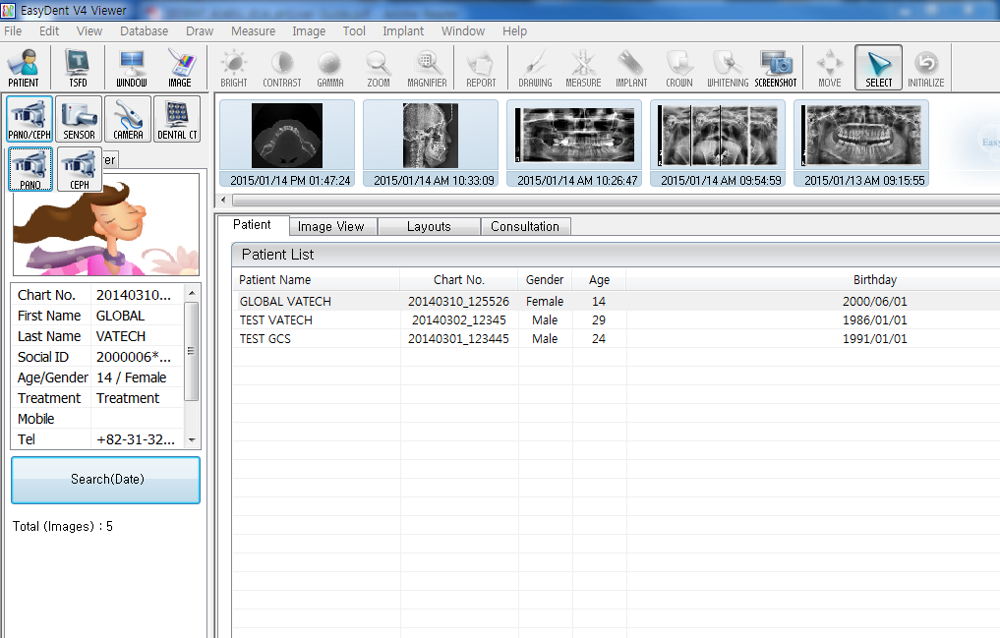 EasyDent V4 Viewer
File Edit View Database Draw Measure Image Tool Implant Window Help
PATIENT TSFD WINDOW IMAGE BRIGHT CONTRAST GAMMA ZOOM MAGNIFIER REPORT DRAWING MEASURE IMPLANT CROWN WHITENING SCREENSHOT MOVE SELECT INITIALIZE
PANO/CEPH SENSOR CAMERA DENTAL CT
PANO CEPH
2015/01/14 PM 01:47:24 2015/01/14 AM 10:33:09 2015/01/14 AM 10:26:47 2015/01/14 AM 09:54:59 2015/01/13 AM 09:15:55
Easy
Patient Image View Layouts Consultation
Patient List
Patient Name Chart No. Gender Age Birthday
GLOBAL VATECH 20140310_125526 Female 14 2000/06/01
TEST VATECH 20140302_12345 Male 29 1986/01/01
TEST GCS 20140301_123445 Male 24 1991/01/01
Chart No. 20140310...
First Name GLOBAL
Last Name VATECH
Social ID 2000006*...
Age/Gender 14 / Female
Treatment Treatment
Mobile
Tel +82-31-32...
Search(Date)
Total (Images) : 5